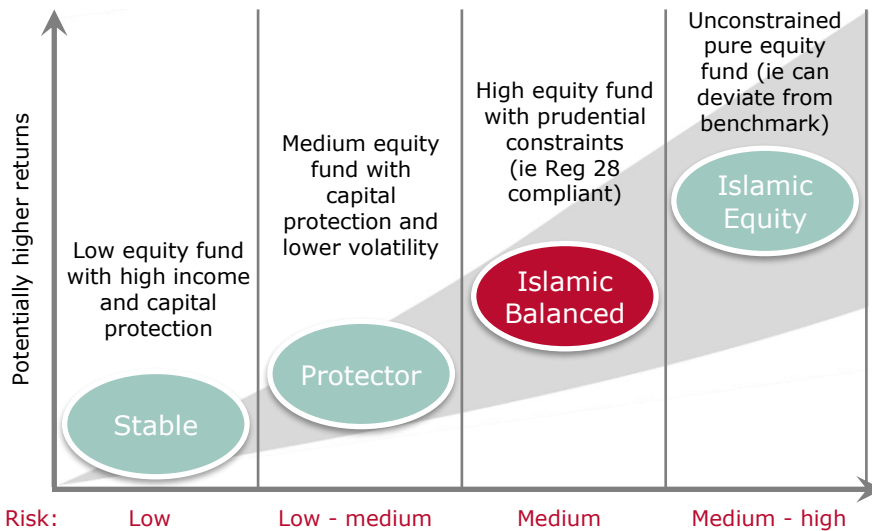 Potentially higher returns
Low equity fund
with high income
and capital
protection
Stable
Medium equity
fund with
capital
protection and
lower volatility
Protector
High equity fund
with prudential
constraints
(ie Reg 28
compliant)
Islamic
Balanced
Unconstrained
pure equity
fund (ie can
deviate from
benchmark)
Islamic
Equity
Risk: Low Low - medium Medium Medium - high